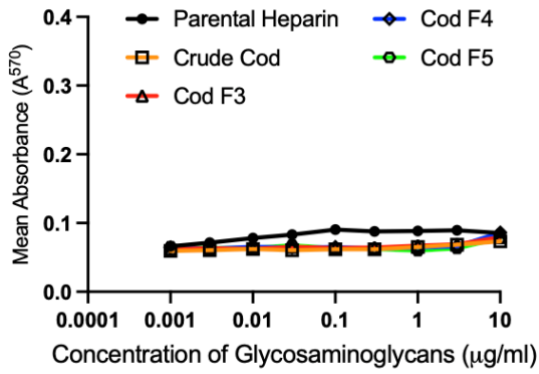 Parental Heparin
Crude Cod
Cod F3
Cod F4
Cod F5
Mean Absorbance (A⁵⁷⁰)
0.4
0.3
0.2
0.1
0.0
0.0001 0.001 0.01 0.1 1 10
Concentration of Glycosaminoglycans (μg/ml)